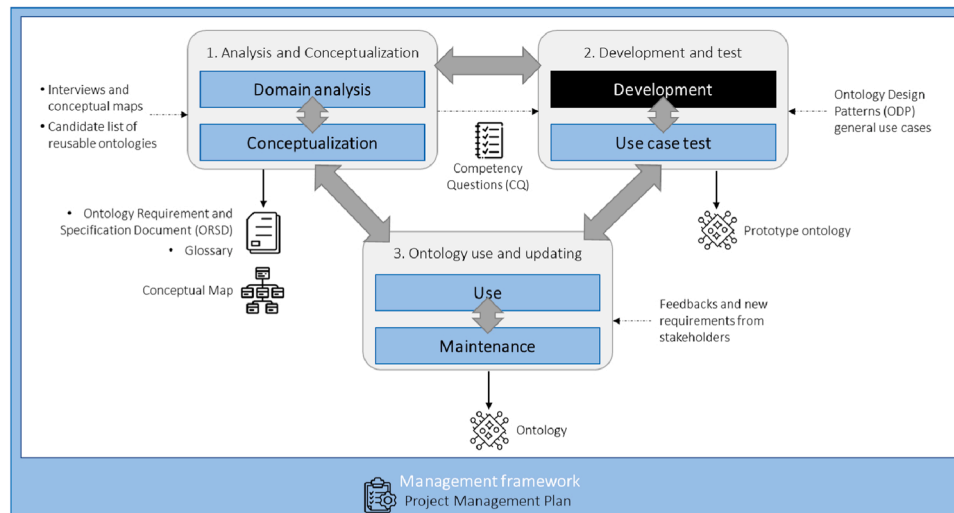 1. Analysis and Conceptualization
Domain analysis
Conceptualization
2. Development and test
Development
Use case test
• Interviews and
conceptual maps
• Candidate list of
reusable ontologies
Competency
Questions (CQ)
Ontology Design
Patterns (ODP)
general use cases
• Ontology Requirement and
Specification Document (ORSD)
• Glossary
Conceptual Map
Prototype ontology
3. Ontology use and updating
Use
Maintenance
Feedbacks and new
requirements from
stakeholders
Ontology
Management framework
Project Management Plan